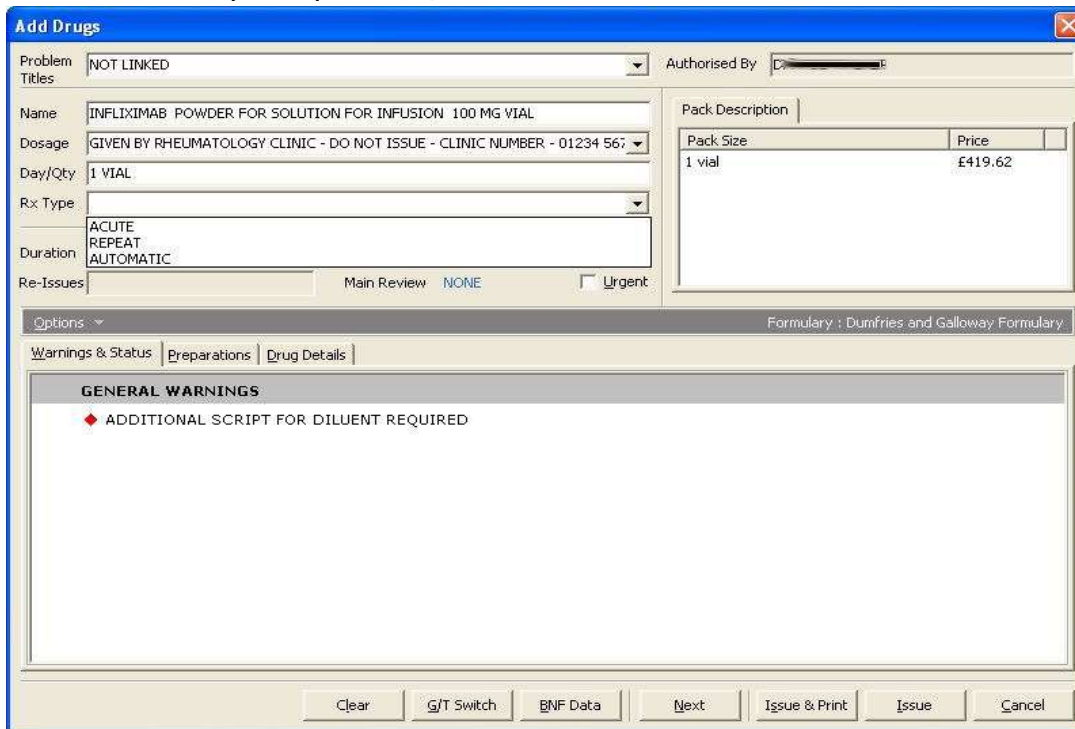 Add Drugs
Problem Titles NOT LINKED
Authorised By
Name INFLIXIMAB POWDER FOR SOLUTION FOR INFUSION 100 MG VIAL
Dosage GIVEN BY RHEUMATOLOGY CLINIC - DO NOT ISSUE - CLINIC NUMBER - 01234 567
Day/Qty 1 VIAL
Rx Type
ACUTE
REPEAT
AUTOMATIC
Duration
Re-Issues Main Review NONE Urgent
Pack Description
Pack Size Price
1 vial £419.62
Options Formulary : Dumfries and Galloway Formulary
Warnings & Status Preparations Drug Details
GENERAL WARNINGS
ADDITIONAL SCRIPT FOR DILUENT REQUIRED
Clear G/T Switch BNF Data Next Issue & Print Issue Cancel